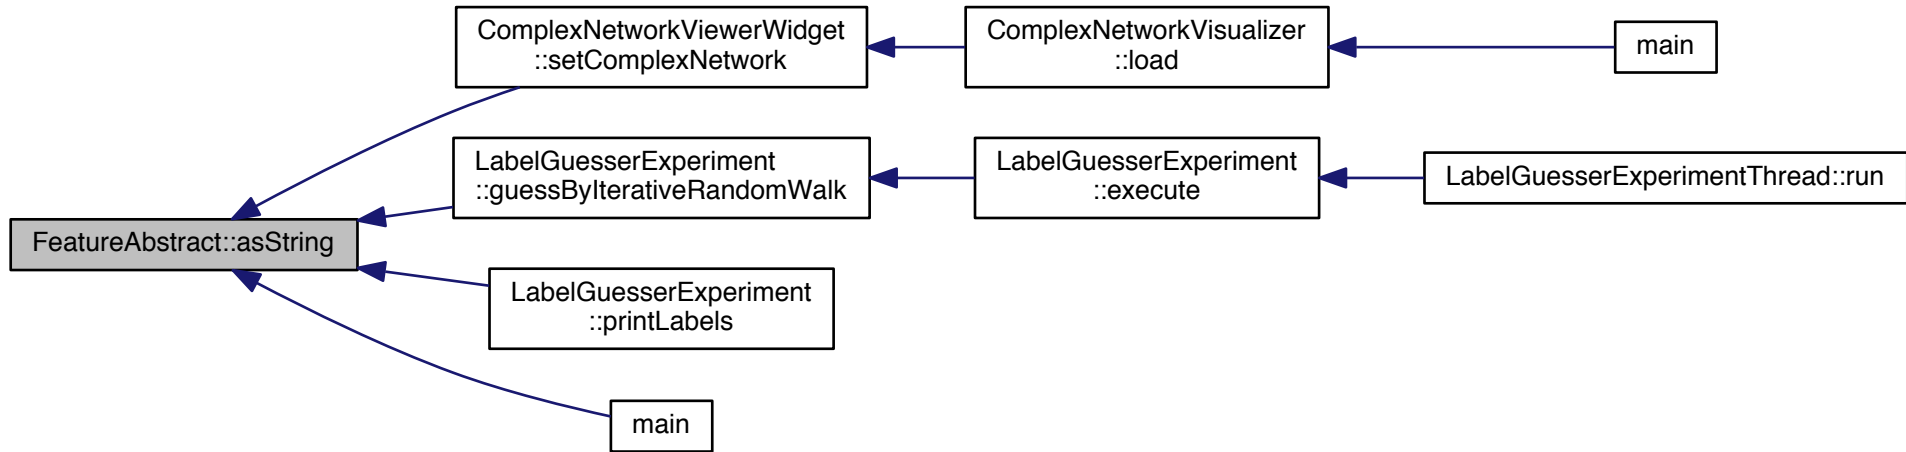 ComplexNetworkViewerWidget
::setComplexNetwork
ComplexNetworkVisualizer
::load
main
LabelGuesserExperiment
::guessByIterativeRandomWalk
LabelGuesserExperiment
::execute
LabelGuesserExperimentThread::run
FeatureAbstract::asString
LabelGuesserExperiment
::printLabels
main